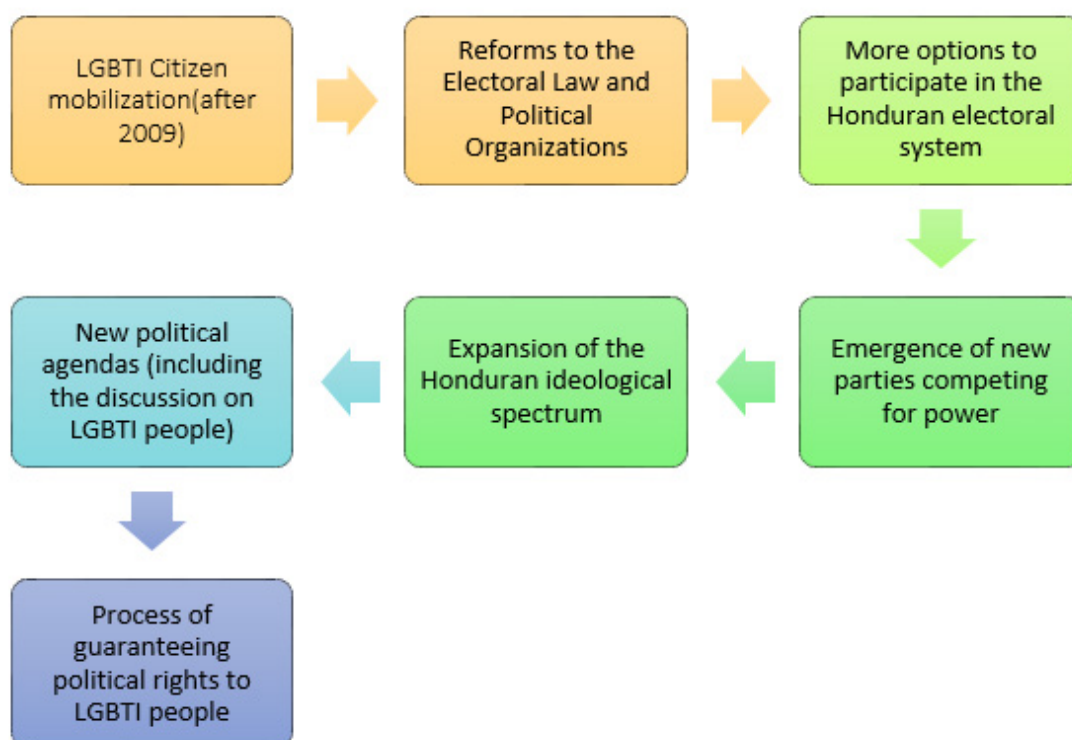 LGBTI Citizen
mobilization(after
2009)
Reforms to the
Electoral Law and
Political
Organizations
More options to
participate in the
Honduran electoral
system
Emergence of new
parties competing
for power
Expansion of the
Honduran ideological
spectrum
New political
agendas (including
the discussion on
LGBTI people)
Process of
guaranteeing
political rights to
LGBTI people